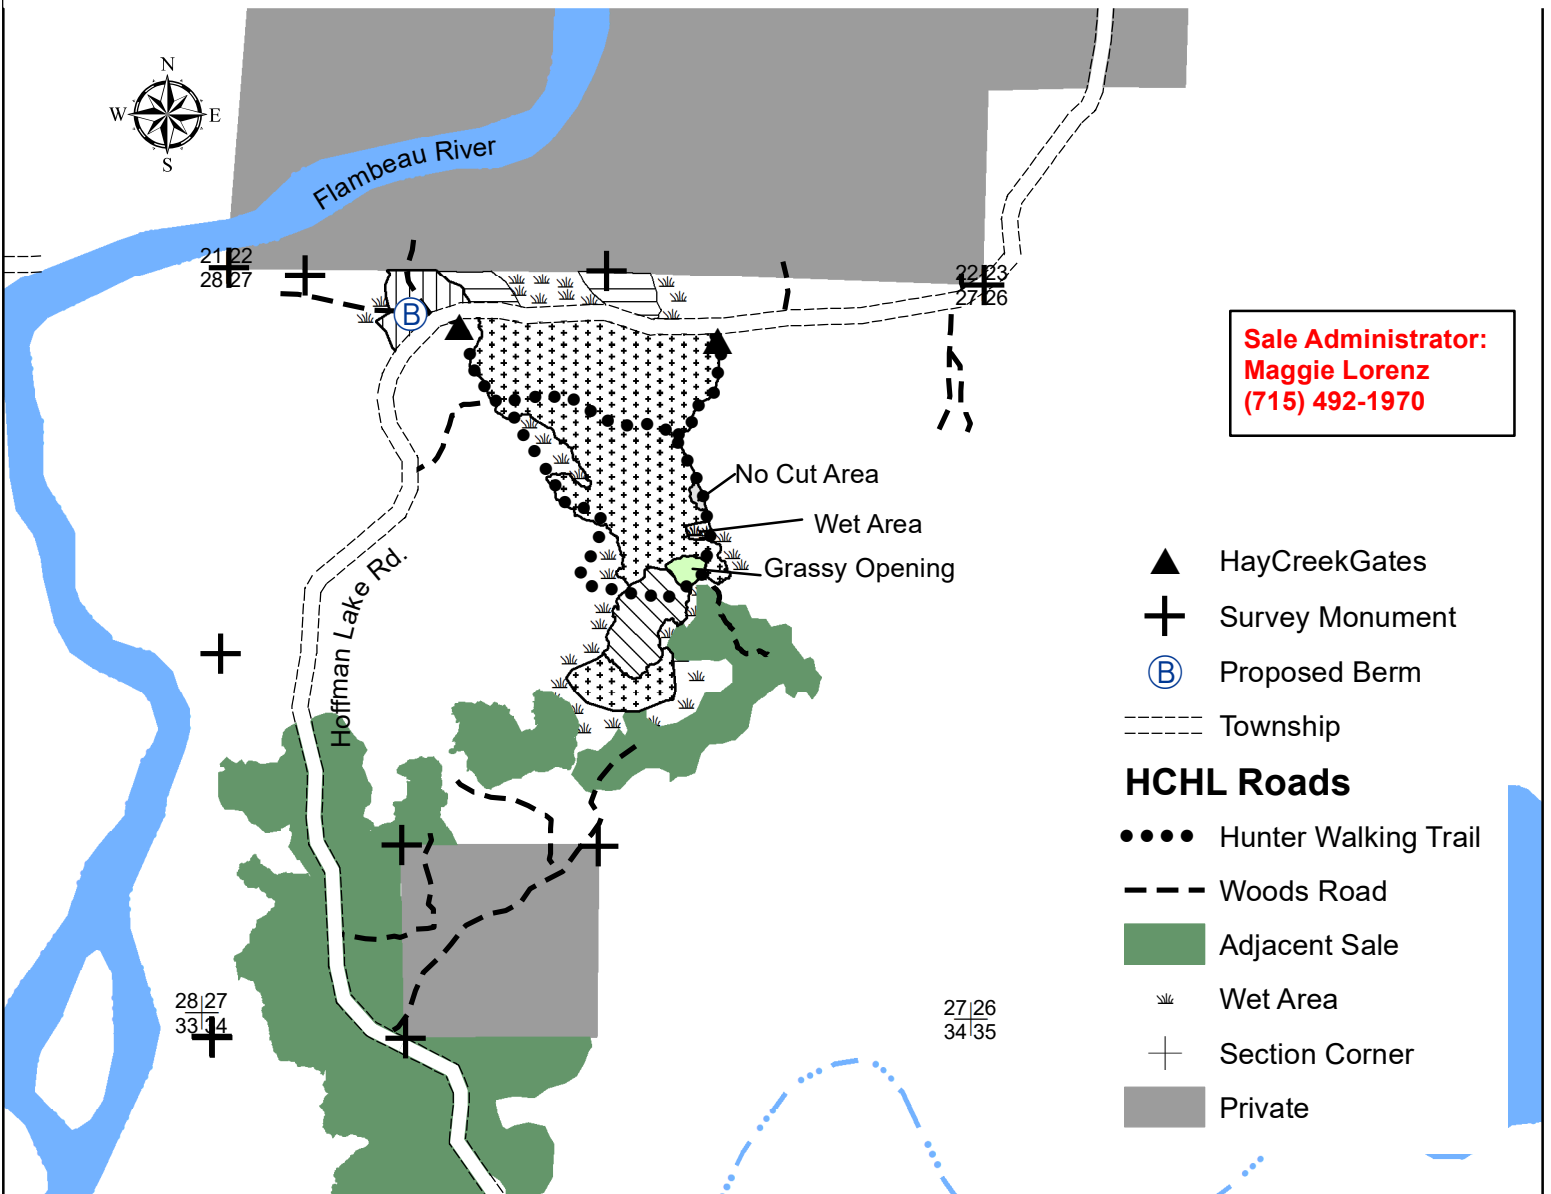 N
W E
S
Flambeau River
21 22
28 27
22 23
27 26
B
Sale Administrator:
Maggie Lorenz
(715) 492-1970
No Cut Area
Wet Area
Grassy Opening
Hoffman Lake Rd.
HayCreekGates
Survey Monument
B Proposed Berm
Township
HCHL Roads
Hunter Walking Trail
Woods Road
Adjacent Sale
Wet Area
Section Corner
Private
28 27
33 34
27 26
34 35